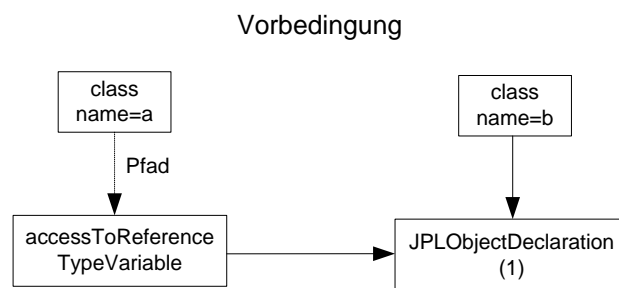 Vorbedingung
class
name=a
class
name=b
Pfad
accessToReference
TypeVariable
JPLObjectDeclaration
(1)